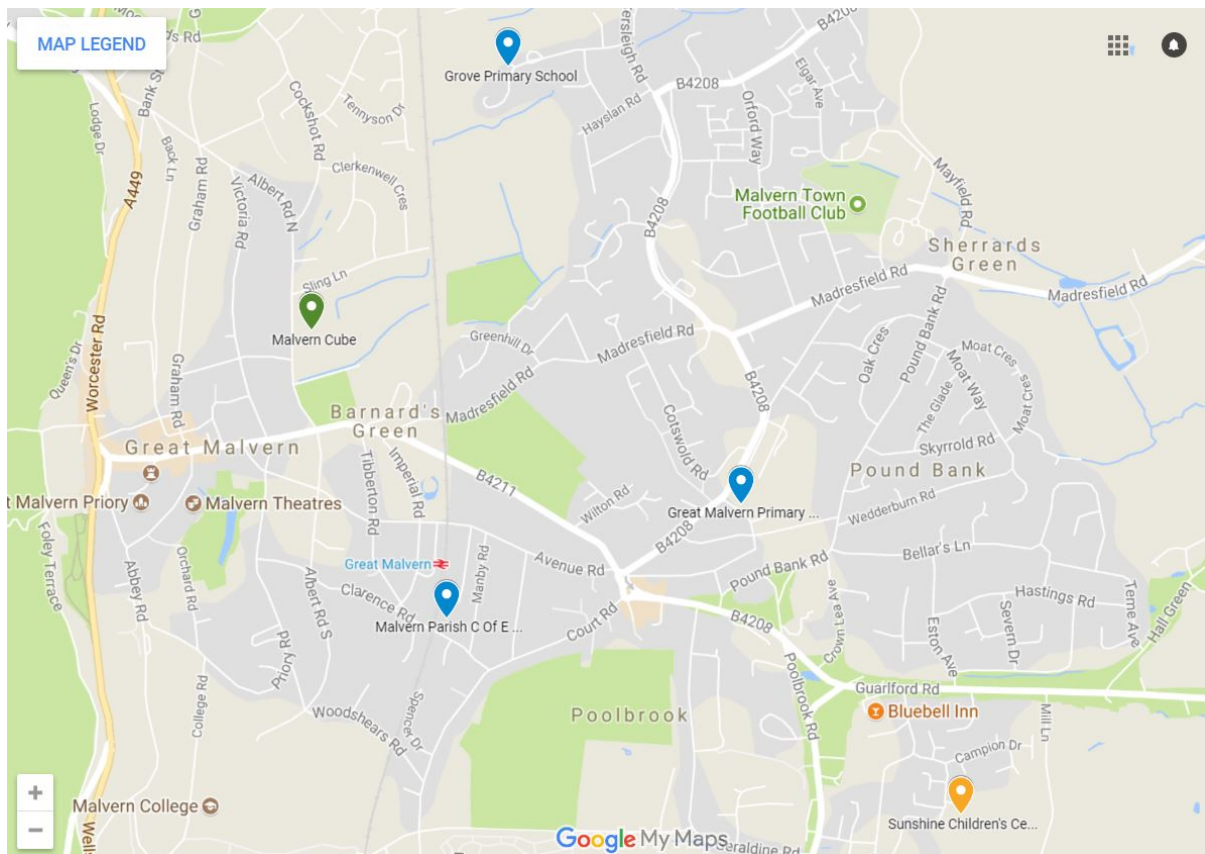 MAP LEGEND
Grove Primary School
B4208
B4208
Hayslan Rd
Elgar Ave
Orford Way
Bank St
Lodge Dr
Back Ln
Cockshot Rd
Tennyson Dr
Clerkenwell Cres
A449
Graham Rd
Albert Rd N
Victoria Rd
Mayfield Rd
Malvern Town
Football Club
B4208
Sherrards
Green
Sling Ln
Madresfield Rd
Madresfield Rd
Malvern Cube
Queen's Dr
Worcester Rd
Graham Rd
Greenhill Dr
Madresfield Rd
Madresfield Rd
B4208
Oak Cres
Pound Bank Rd
Moat Cres
Moat Way
The Glade
Moat Cres
Barnard's
Green
Great Malvern
Cotswold Rd
Skyrrold Rd
Pound Bank
Tibberton Rd
Imperial Rd
B4211
Wilton Rd
t Malvern Priory
Malvern Theatres
Great Malvern Primary ...
Wedderburn Rd
B4208
Foley Terrace
Abbey Rd
Orchard Rd
Great Malvern
Manby Rd
Avenue Rd
Pound Bank Rd
Bellar's Ln
Hastings Rd
Albert Rd S
Clarence Rd
Malvern Parish C Of E ...
Court Rd
B4208
Crown Lea Ave
Eston Ave
Severn Dr
Terne Ave
Hall Green
Priory Rd
College Rd
Woodshears Rd
Spencer Dr
Poolbrook
Poolbrook Rd
Guarlford Rd
Bluebell Inn
Mill Ln
Campion Dr
+
−
Malvern College
Sunshine Children's Ce...
Google My Maps